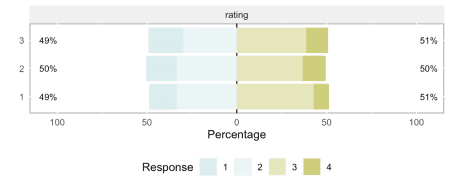 rating
3 49% 51%
2 50% 50%
1 49% 51%
100 50 0 50 100
Percentage
Response 1 2 3 4